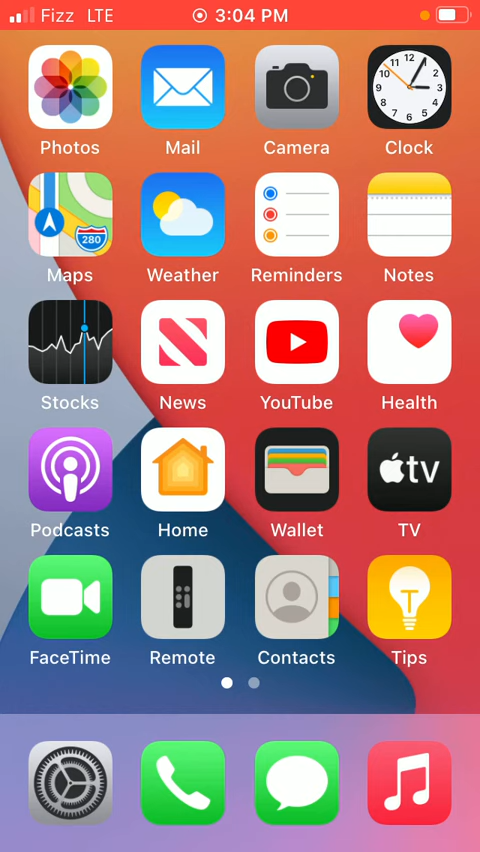 Fizz LTE 3:04 PM
Photos Mail Camera Clock
280
Maps Weather Reminders Notes
Stocks News YouTube Health
tv
Podcasts Home Wallet TV
FaceTime Remote Contacts Tips